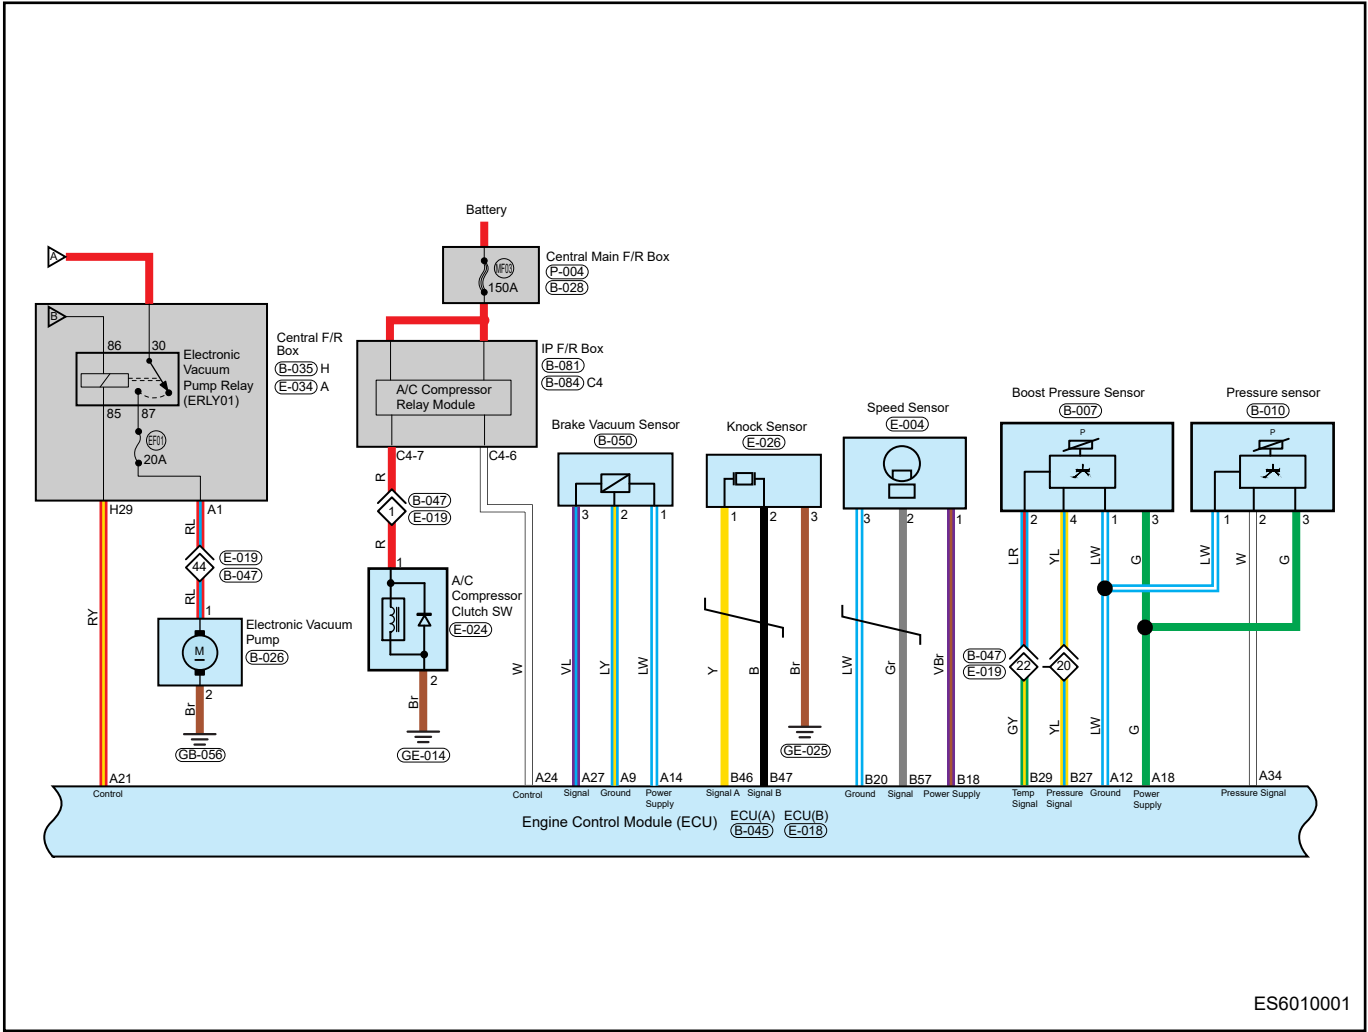 Battery
A
MF03
150A
Central Main F/R Box
P-004
B-028
B
86
30
Electronic
Vacuum
Pump Relay
(ERLY01)
85
87
EF01
20A
Central F/R
Box
B-035 H
E-034 A
H29
A1
RL
44
E-019
B-047
RL
RY
1
Electronic Vacuum
Pump
B-026
M
2
Br
GB-056
A21
Control
A/C Compressor
Relay Module
IP F/R Box
B-081
B-084 C4
C4-7
C4-6
R
1
B-047
E-019
R
1
A/C
Compressor
Clutch SW
E-024
2
Br
GE-014
W
A24
Control
Brake Vacuum Sensor
B-050
3
2
1
VL
LY
LW
A27
A9
A14
Signal
Ground
Power
Supply
Knock Sensor
E-026
1
2
3
Y
B
Br
GE-025
B46
B47
Signal A
Signal B
Speed Sensor
E-004
3
2
1
LW
Gr
VBr
B20
B57
B18
Ground
Signal
Power Supply
Boost Pressure Sensor
B-007
P
2
4
1
3
LR
YL
LW
G
B-047
E-019
22
20
GY
YL
LW
G
B29
B27
A12
A18
Temp
Signal
Pressure
Signal
Ground
Power
Supply
Pressure sensor
B-010
P
1
2
3
LW
W
G
A34
Pressure Signal
Engine Control Module (ECU)
ECU(A)
B-045
ECU(B)
E-018
ES6010001